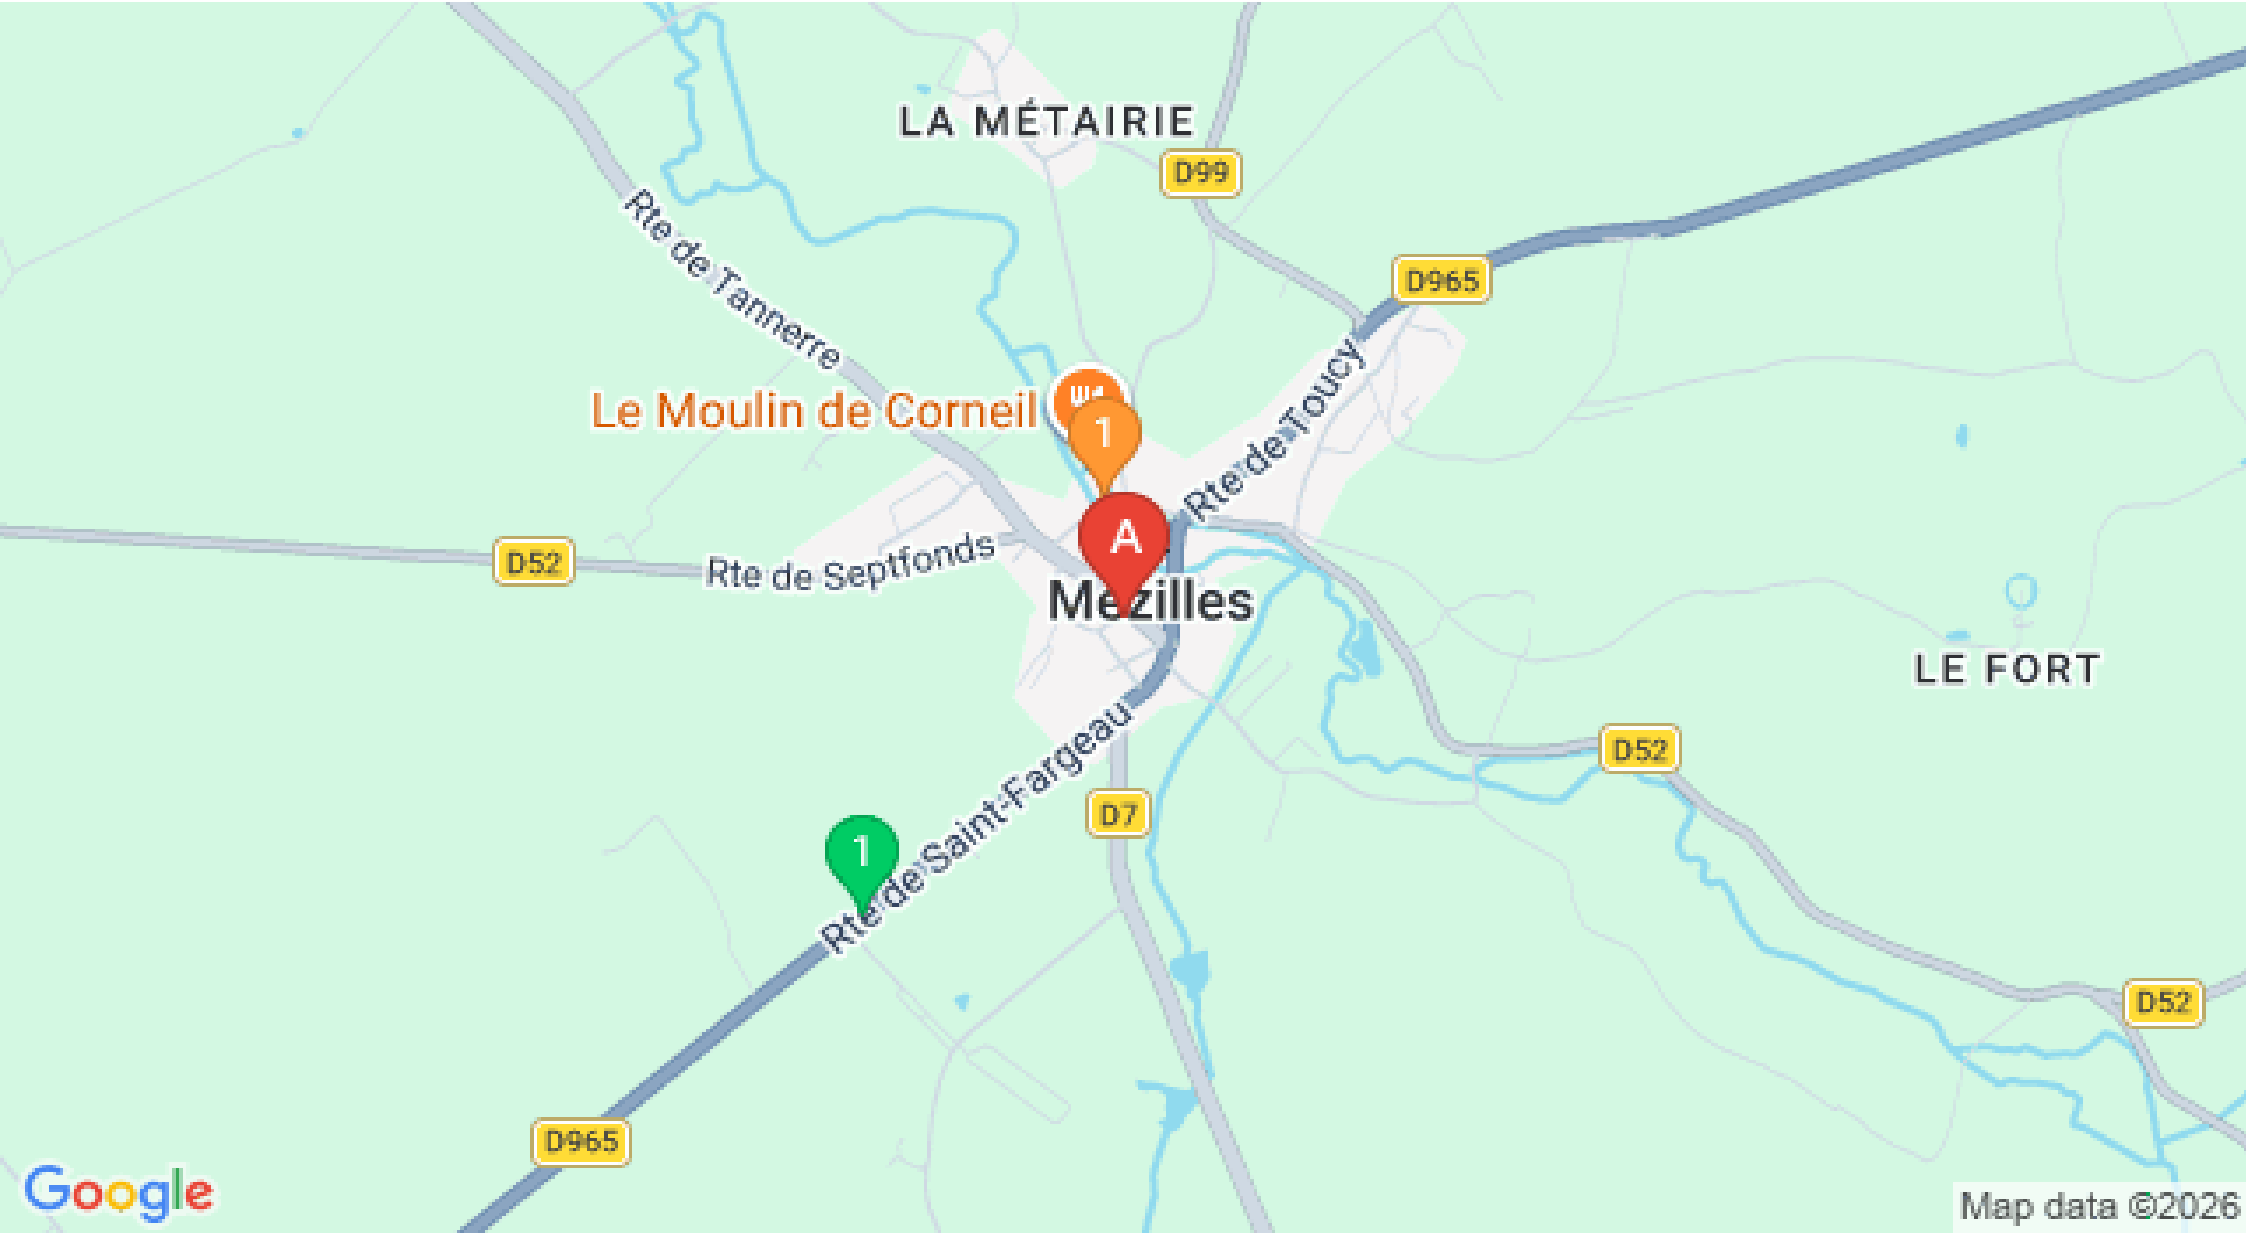 LA MÉTAIRIE
D99
Rte de Tannerre
D965
Rte de Toucy
Le Moulin de Corneil
1
A
D52
Rte de Septfonds
Mézilles
LE FORT
Rte de Saint-Fargeau
D52
D7
1
D52
D965
Google
Map data ©2026